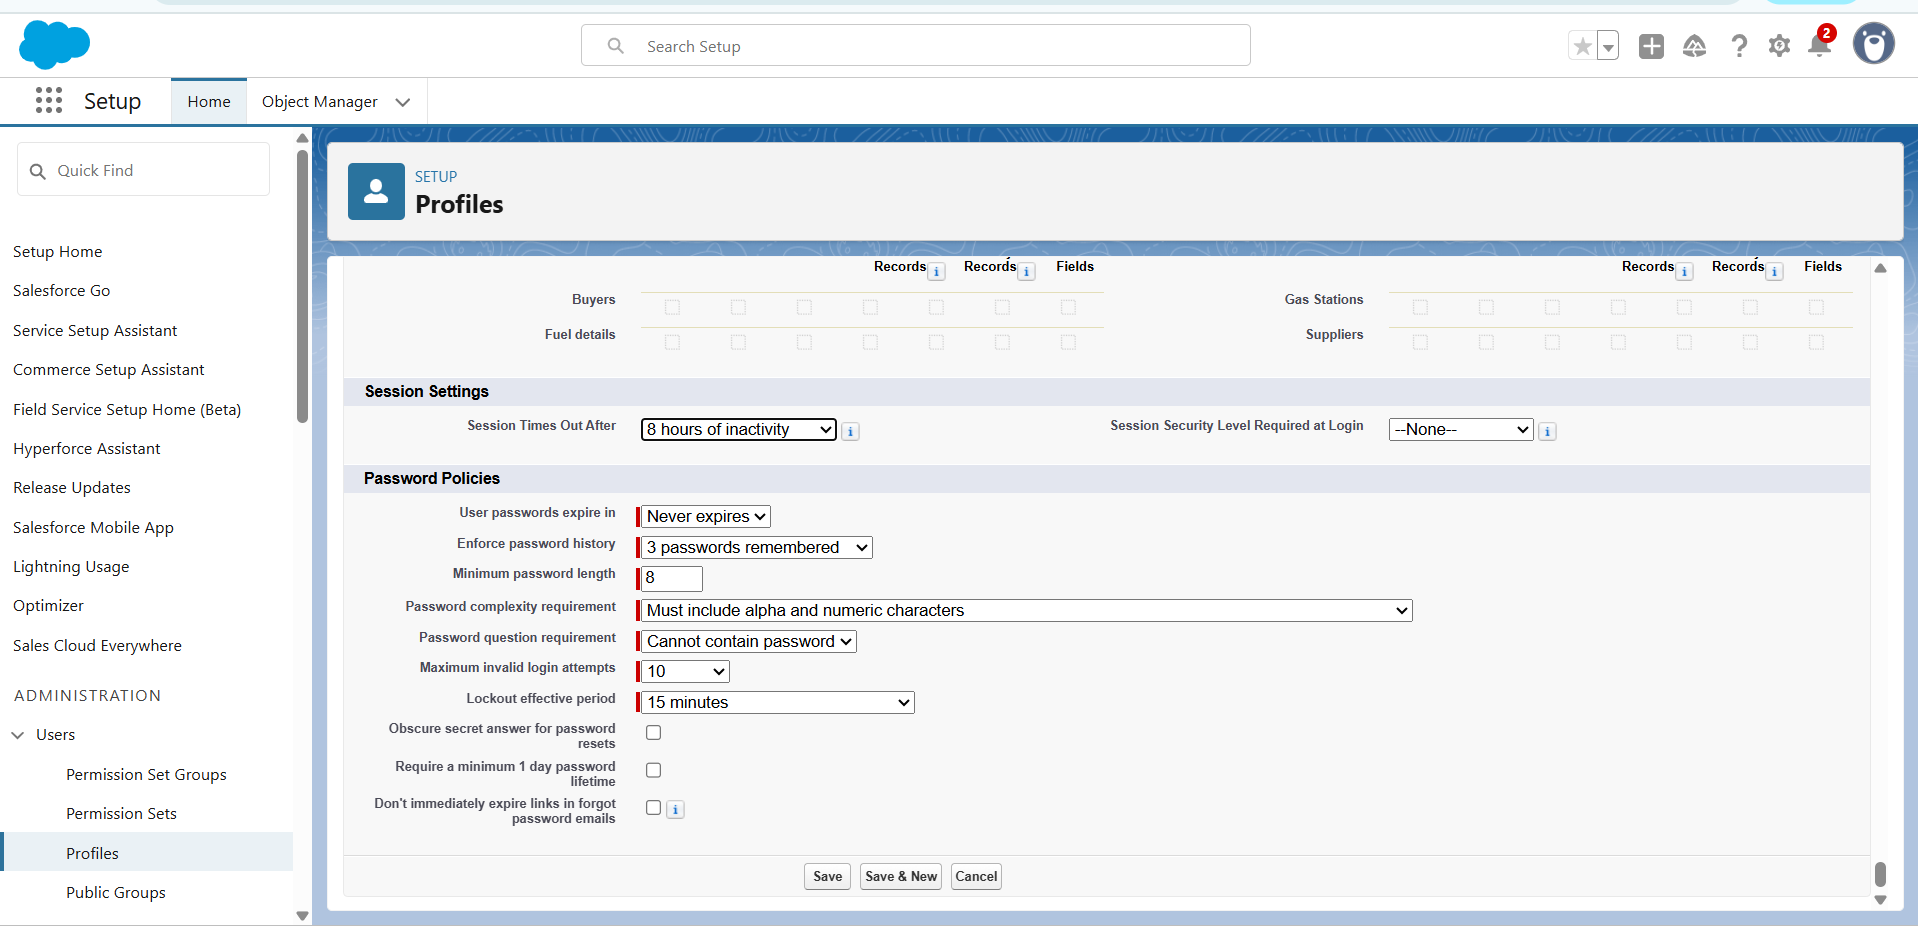 Search Setup
2
Setup
Home
Object Manager
Quick Find
Setup Home
Salesforce Go
Service Setup Assistant
Commerce Setup Assistant
Field Service Setup Home (Beta)
Hyperforce Assistant
Release Updates
Salesforce Mobile App
Lightning Usage
Optimizer
Sales Cloud Everywhere
ADMINISTRATION
Users
Permission Set Groups
Permission Sets
Profiles
Public Groups
SETUP
Profiles
Records i Records i Fields
Records i Records i Fields
Buyers
Gas Stations
Fuel details
Suppliers
Session Settings
Session Times Out After 8 hours of inactivity i
Session Security Level Required at Login --None-- i
Password Policies
User passwords expire in Never expires
Enforce password history 3 passwords remembered
Minimum password length 8
Password complexity requirement Must include alpha and numeric characters
Password question requirement Cannot contain password
Maximum invalid login attempts 10
Lockout effective period 15 minutes
Obscure secret answer for password
resets
Require a minimum 1 day password
lifetime
Don't immediately expire links in forgot
password emails i
Save Save & New Cancel